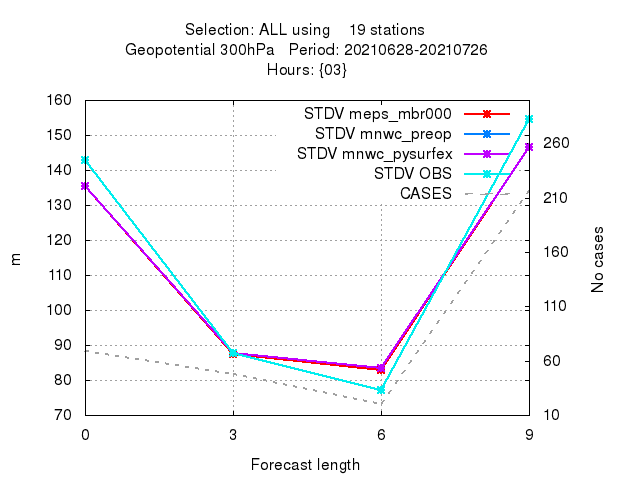 Selection: ALL using    19 stations
Geopotential 300hPa   Period: 20210628-20210726
Hours: {03}
STDV meps_mbr000
STDV mnwc_preop
STDV mnwc_pysurfex
STDV OBS
CASES
160
150
140
130
120
110
100
90
80
70
m
260
210
160
110
60
10
No cases
0 3 6 9
Forecast length